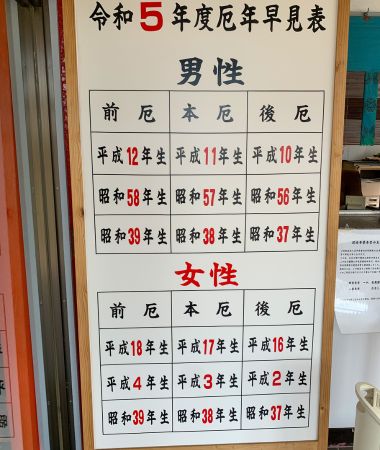 令和5年度厄年早見表
男性
前厄 本厄 後厄
平成12年生 平成11年生 平成10年生
昭和58年生 昭和57年生 昭和56年生
昭和39年生 昭和38年生 昭和37年生
女性
前厄 本厄 後厄
平成18年生 平成17年生 平成16年生
平成4年生 平成3年生 平成2年生
昭和39年生 昭和38年生 昭和37年生